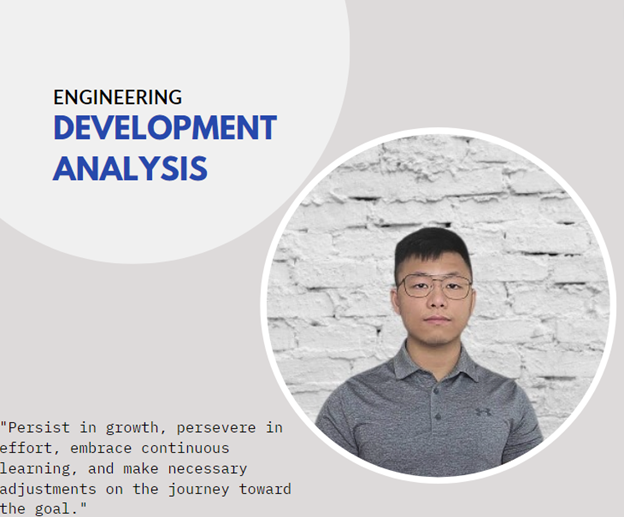 ENGINEERING
DEVELOPMENT
ANALYSIS
"Persist in growth, persevere in
effort, embrace continuous
learning, and make necessary
adjustments on the journey toward
the goal."